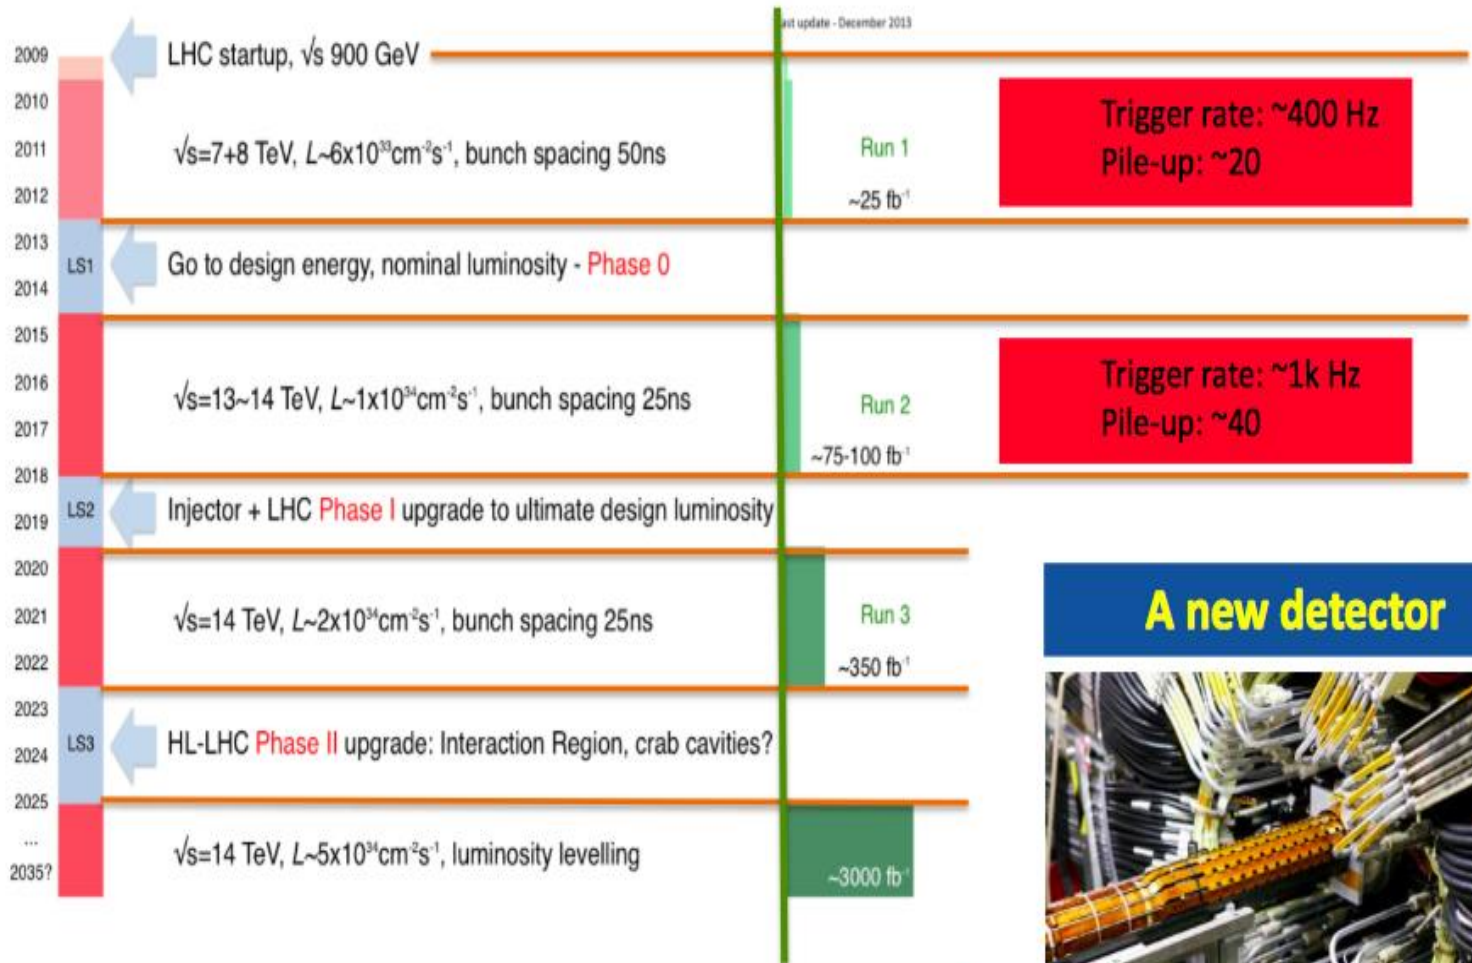 ast update - December 2013
2009
LHC startup, √s 900 GeV
2010
Trigger rate: ~400 Hz
2011
√s=7+8 TeV, L~6x10³³cm⁻²s⁻¹, bunch spacing 50ns
Run 1
Pile-up: ~20
2012
~25 fb⁻¹
2013
LS1
Go to design energy, nominal luminosity - Phase 0
2014
2015
Trigger rate: ~1k Hz
2016
√s=13~14 TeV, L~1x10³⁴cm⁻²s⁻¹, bunch spacing 25ns
Run 2
Pile-up: ~40
2017
~75-100 fb⁻¹
2018
LS2
Injector + LHC Phase I upgrade to ultimate design luminosity
2019
2020
2021
√s=14 TeV, L~2x10³⁴cm⁻²s⁻¹, bunch spacing 25ns
Run 3
A new detector
2022
~350 fb⁻¹
2023
LS3
HL-LHC Phase II upgrade: Interaction Region, crab cavities?
2024
2025
...
√s=14 TeV, L~5x10³⁴cm⁻²s⁻¹, luminosity levelling
2035?
~3000 fb⁻¹